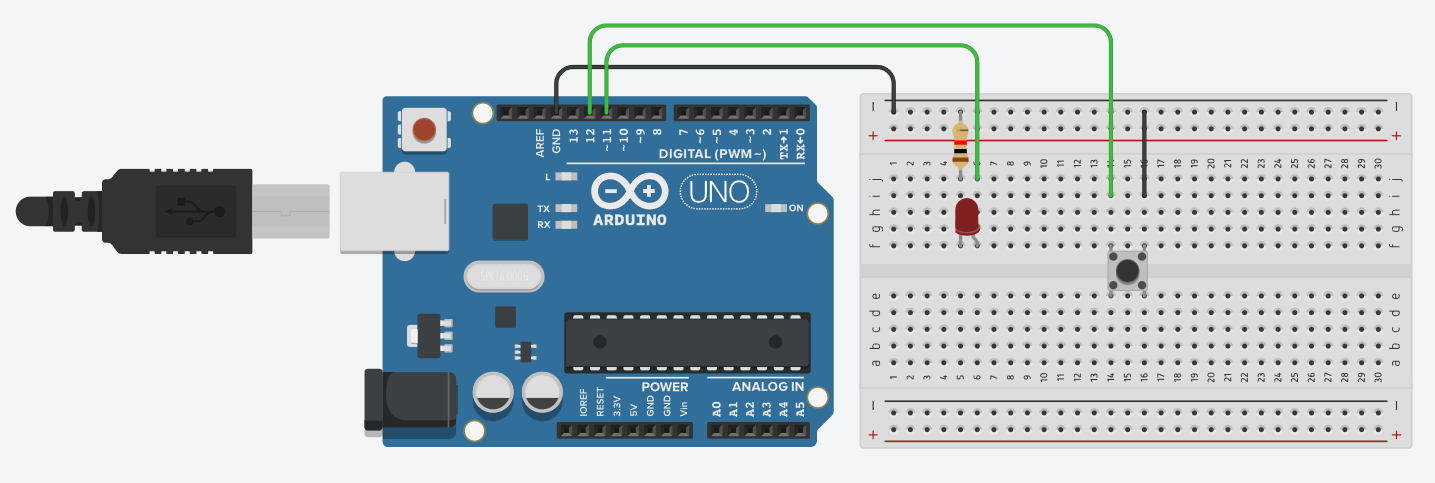 AREF
GND
13
12
~11
~10
~9
8
7
~6
~5
4
~3
2
TX→1
RX←0
DIGITAL (PWM~)
L
TX
RX
ARDUINO
UNO
ON
POWER
ANALOG IN
IOREF
RESET
3.3V
5V
GND
GND
Vin
A0
A1
A2
A3
A4
A5
+ +
1 2 3 4 5 6 7 8 9 10 11 12 13 14 15 16 17 18 19 20 21 22 23 24 25 26 27 28 29 30
j j
i i
h h
g g
f f
e e
d d
c c
b b
a a
1 2 3 4 5 6 7 8 9 10 11 12 13 14 15 16 17 18 19 20 21 22 23 24 25 26 27 28 29 30
+ +